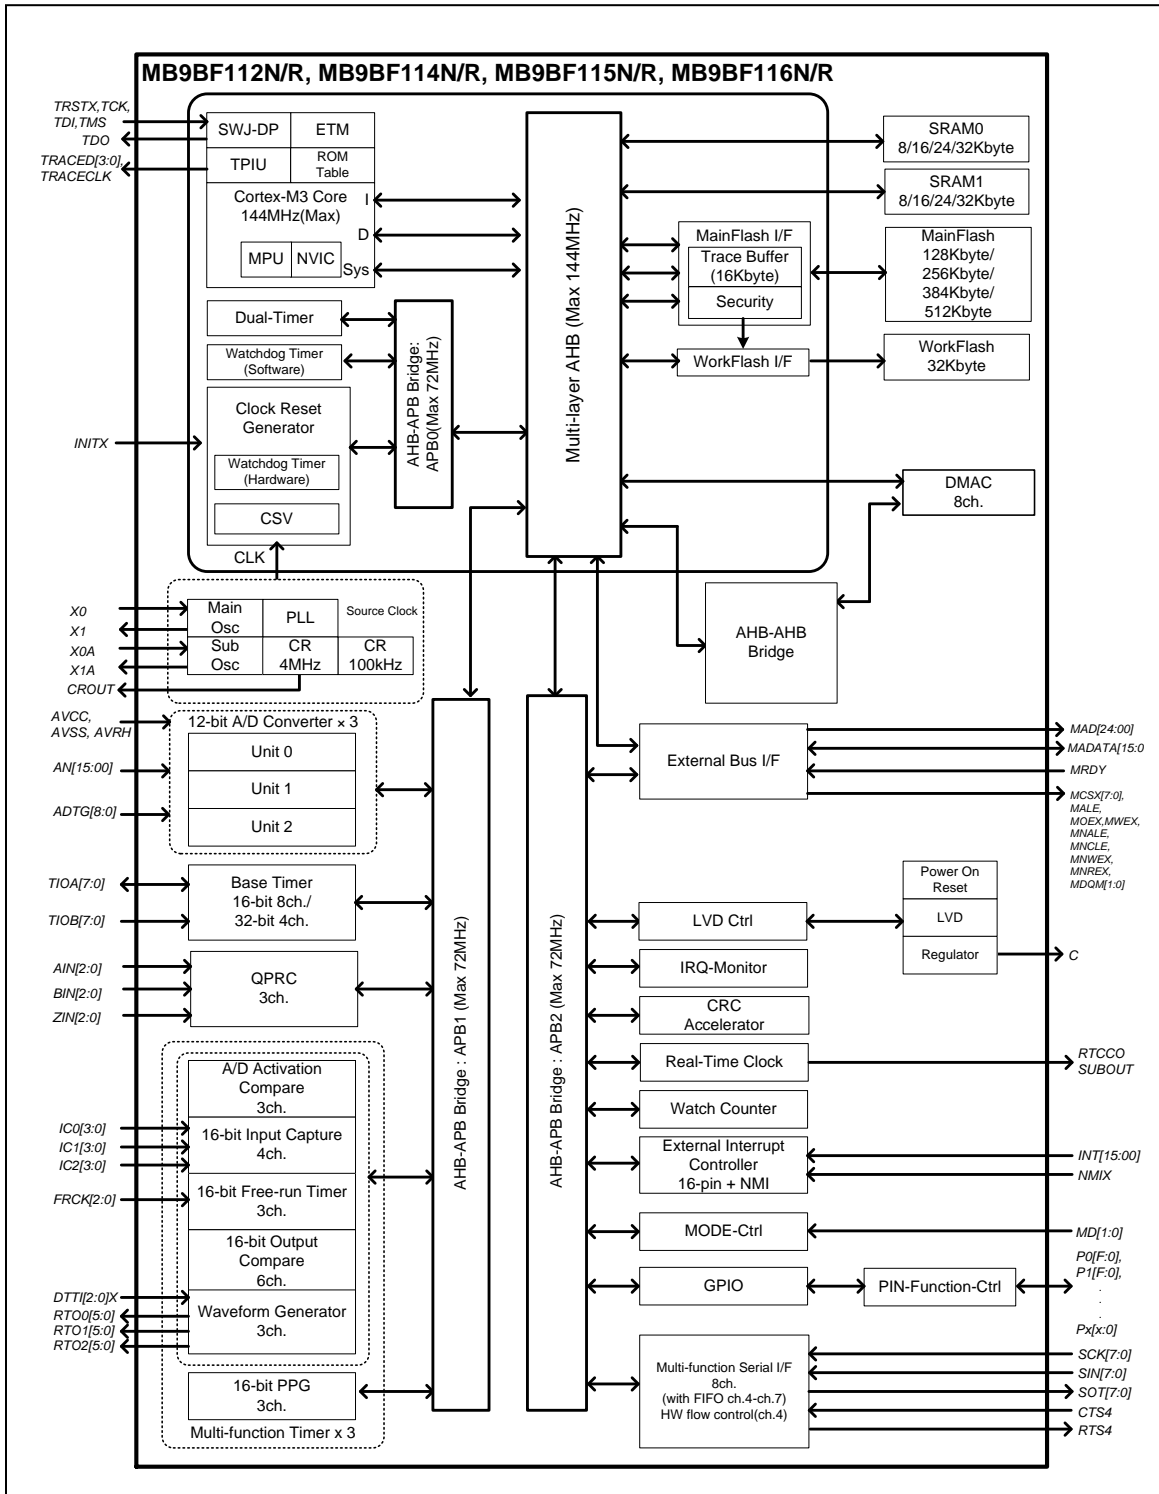 MB9BF112N/R, MB9BF114N/R, MB9BF115N/R, MB9BF116N/R
TRSTX,TCK,
TDI,TMS
TDO
TRACED[3:0],
TRACECLK
SWJ-DP
ETM
TPIU
ROM
Table
Cortex-M3 Core
144MHz(Max)
I
D
Sys
MPU
NVIC
Dual-Timer
Watchdog Timer
(Software)
Clock Reset
Generator
Watchdog Timer
(Hardware)
CSV
CLK
INITX
AHB-APB Bridge:
APB0(Max 72MHz)
Multi-layer AHB (Max 144MHz)
SRAM0
8/16/24/32Kbyte
SRAM1
8/16/24/32Kbyte
MainFlash I/F
Trace Buffer
(16Kbyte)
Security
MainFlash
128Kbyte/
256Kbyte/
384Kbyte/
512Kbyte
WorkFlash I/F
WorkFlash
32Kbyte
DMAC
8ch.
AHB-AHB
Bridge
X0
X1
X0A
X1A
CROUT
Main
Osc
PLL
Source Clock
Sub
Osc
CR
4MHz
CR
100kHz
AVCC,
AVSS, AVRH
AN[15:00]
ADTG[8:0]
12-bit A/D Converter × 3
Unit 0
Unit 1
Unit 2
TIOA[7:0]
TIOB[7:0]
Base Timer
16-bit 8ch./
32-bit 4ch.
AIN[2:0]
BIN[2:0]
ZIN[2:0]
QPRC
3ch.
A/D Activation
Compare
3ch.
IC0[3:0]
IC1[3:0]
IC2[3:0]
16-bit Input Capture
4ch.
FRCK[2:0]
16-bit Free-run Timer
3ch.
16-bit Output
Compare
6ch.
DTTI[2:0]X
RTO0[5:0]
RTO1[5:0]
RTO2[5:0]
Waveform Generator
3ch.
16-bit PPG
3ch.
Multi-function Timer x 3
AHB-APB Bridge : APB1 (Max 72MHz)
AHB-APB Bridge : APB2 (Max 72MHz)
External Bus I/F
MAD[24:00]
MADATA[15:0
MRDY
MCSX[7:0],
MALE,
MOEX,MWEX,
MNALE,
MNCLE,
MNWEX,
MNREX,
MDQM[1:0]
LVD Ctrl
Power On
Reset
LVD
Regulator
C
IRQ-Monitor
CRC
Accelerator
Real-Time Clock
RTCCO
SUBOUT
Watch Counter
External Interrupt
Controller
16-pin + NMI
INT[15:00]
NMIX
MODE-Ctrl
MD[1:0]
GPIO
PIN-Function-Ctrl
P0[F:0],
P1[F:0],
.
.
.
Px[x:0]
Multi-function Serial I/F
8ch.
(with FIFO ch.4-ch.7)
HW flow control(ch.4)
SCK[7:0]
SIN[7:0]
SOT[7:0]
CTS4
RTS4